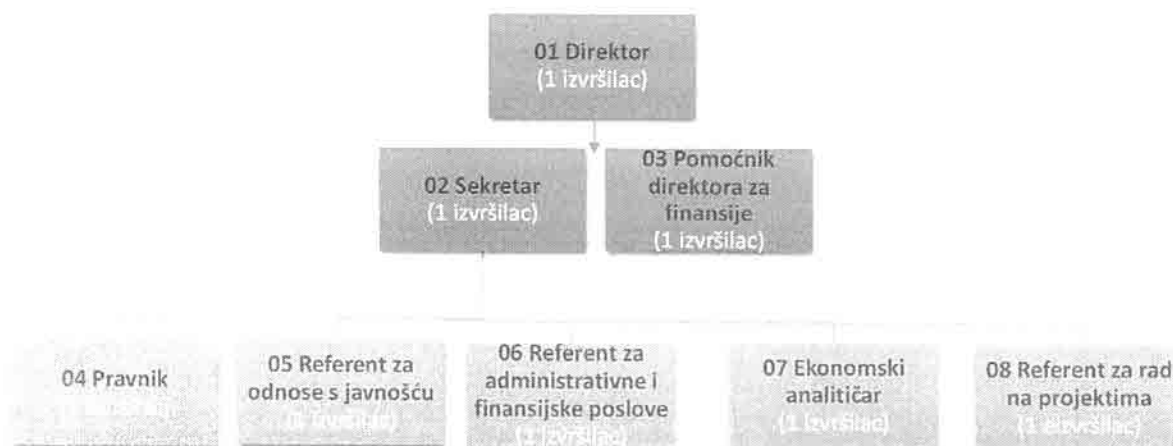 01 Direktor
(1 izvršilac)
02 Sekretar
(1 izvršilac)
03 Pomoćnik
direktora za
finansije
(1 izvršilac)
04 Pravnik
05 Referent za
odnose s javnošću
(1 izvršilac)
06 Referent za
administrativne i
finansijske poslove
(1 izvršilac)
07 Ekonomski
analitičar
(1 izvršilac)
08 Referent za rad
na projektima